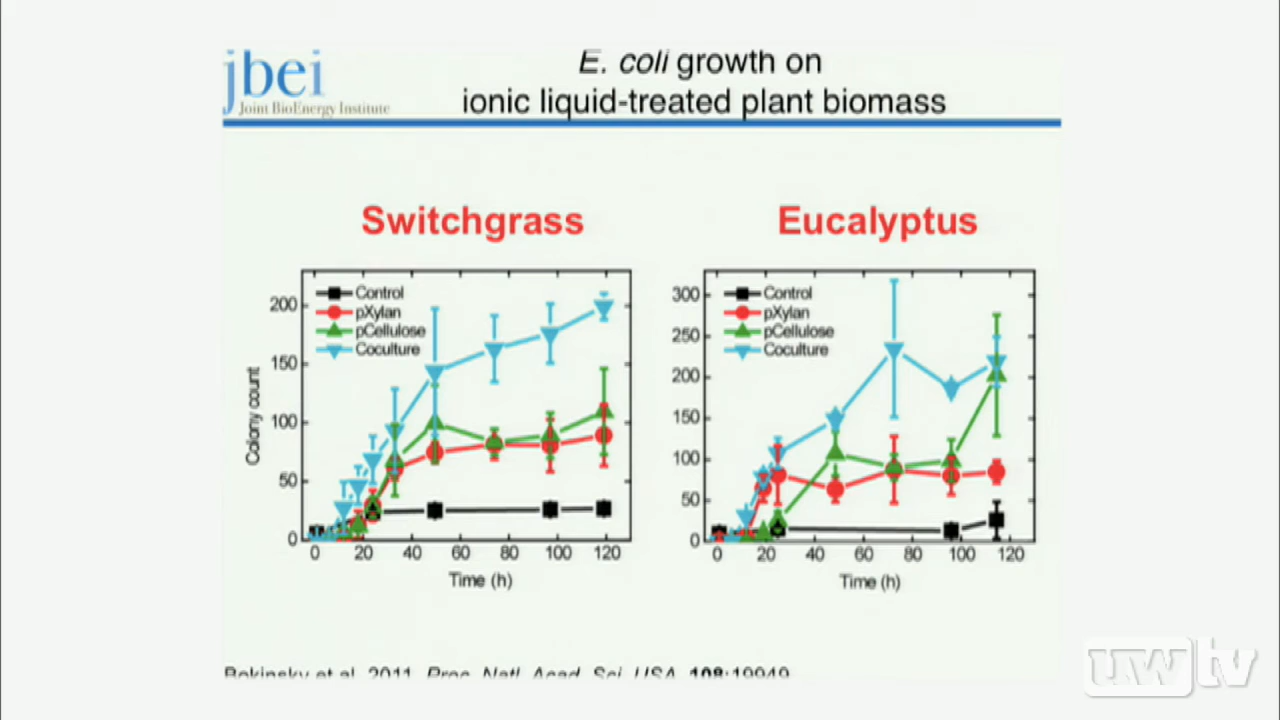 jbei
Joint BioEnergy Institute
E. coli growth on
ionic liquid-treated plant biomass
Switchgrass
Control
pXylan
pCellulose
Coculture
Colony count
200
150
100
50
0
0 20 40 60 80 100 120
Time (h)
Eucalyptus
Control
pXylan
pCellulose
Coculture
300
250
200
150
100
50
0
0 20 40 60 80 100 120
Time (h)
Bokinsky et al. 2011. Proc. Natl. Acad. Sci. USA. 108:19949
uwtv